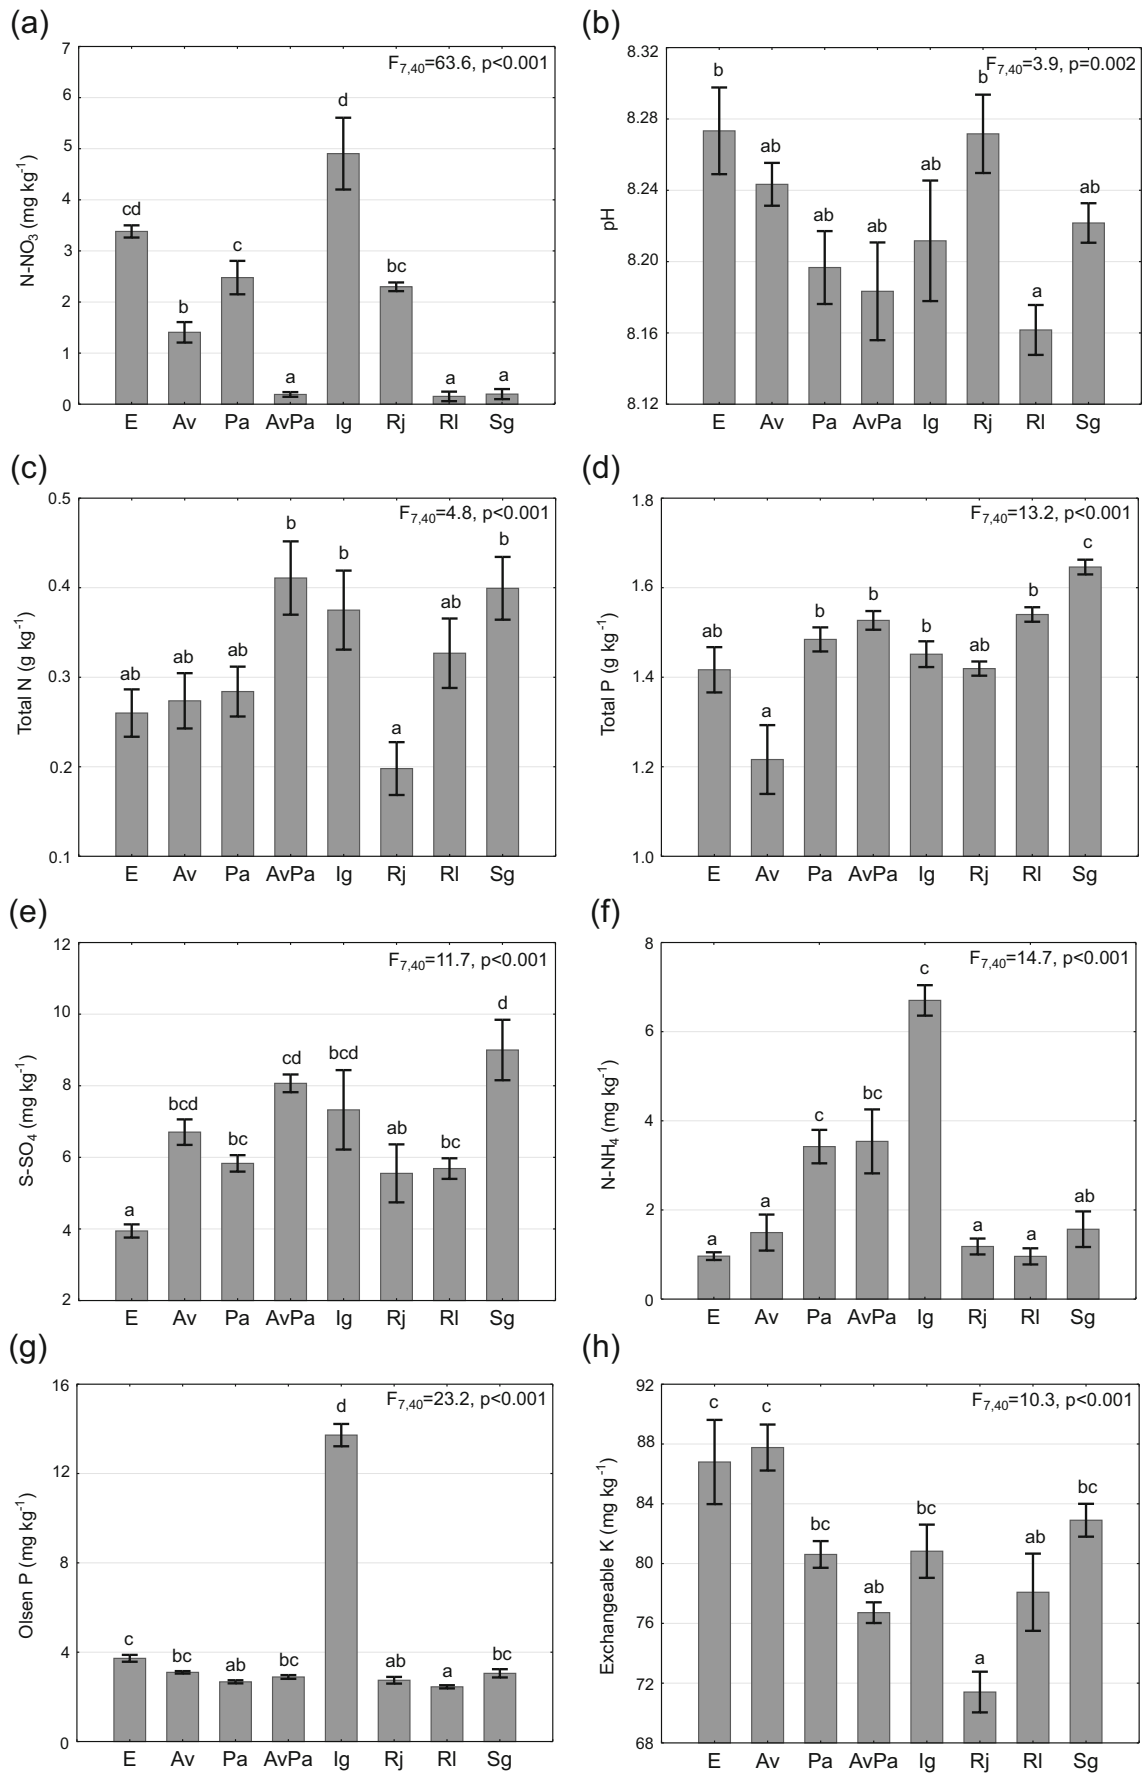 (a)
F7,40=63.6, p<0.001
N-NO3 (mg kg-1)
7
6
5
4
3
2
1
0
cd
b
c
a
d
bc
a
a
E Av Pa AvPa Ig Rj Rl Sg
(b)
F7,40=3.9, p=0.002
pH
8.32
8.28
8.24
8.20
8.16
8.12
b
ab
ab
ab
ab
b
a
ab
E Av Pa AvPa Ig Rj Rl Sg
(c)
F7,40=4.8, p<0.001
Total N (g kg-1)
0.5
0.4
0.3
0.2
0.1
ab
ab
ab
b
b
a
ab
b
E Av Pa AvPa Ig Rj Rl Sg
(d)
F7,40=13.2, p<0.001
Total P (g kg-1)
1.8
1.6
1.4
1.2
1.0
ab
a
b
b
b
ab
b
c
E Av Pa AvPa Ig Rj Rl Sg
(e)
F7,40=11.7, p<0.001
S-SO4 (mg kg-1)
12
10
8
6
4
2
a
bcd
bc
cd
bcd
ab
bc
d
E Av Pa AvPa Ig Rj Rl Sg
(f)
F7,40=14.7, p<0.001
N-NH4 (mg kg-1)
8
6
4
2
0
a
a
c
bc
c
a
a
ab
E Av Pa AvPa Ig Rj Rl Sg
(g)
F7,40=23.2, p<0.001
Olsen P (mg kg-1)
16
12
8
4
0
c
bc
ab
bc
d
ab
a
bc
E Av Pa AvPa Ig Rj Rl Sg
(h)
F7,40=10.3, p<0.001
Exchangeable K (mg kg-1)
92
88
84
80
76
72
68
c
c
bc
ab
bc
a
ab
bc
E Av Pa AvPa Ig Rj Rl Sg